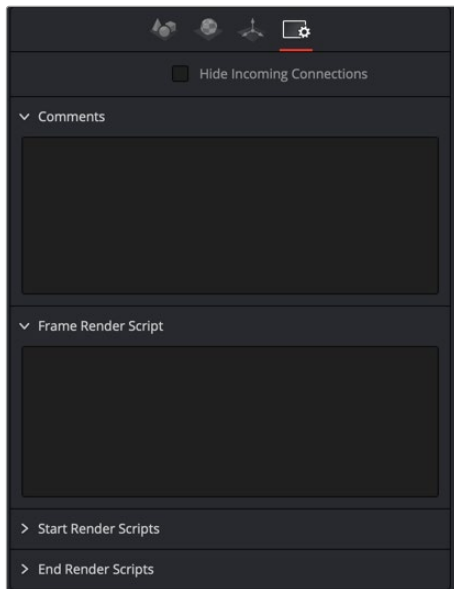 Hide Incoming Connections
Comments
Frame Render Script
Start Render Scripts
End Render Scripts